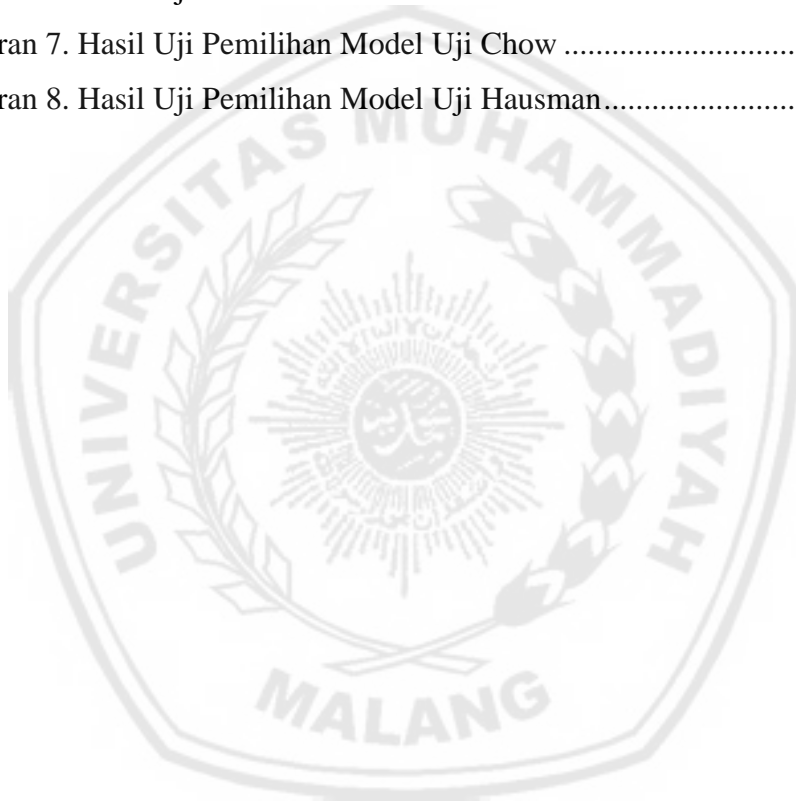 ran 7. Hasil Uji Pemilihan Model Uji Chow .............................
ran 8. Hasil Uji Pemilihan Model Uji Hausman........................
UNIVERSITAS MUHAMMADIYAH
MALANG